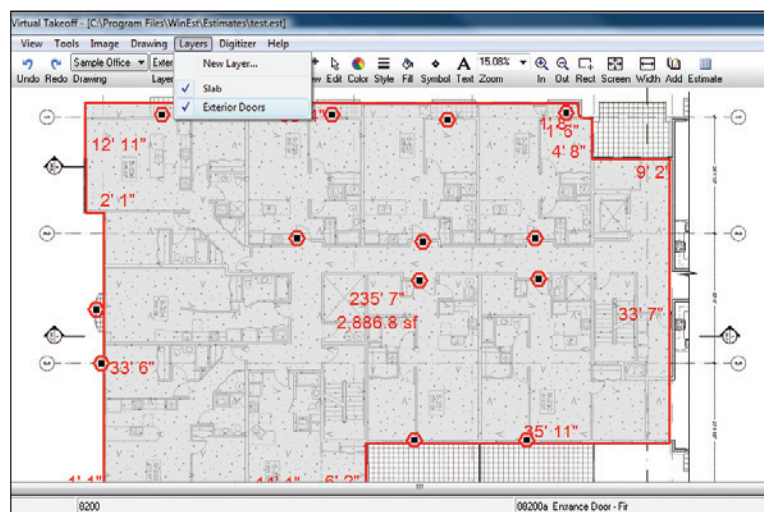 Virtual Takeoff - [C:\Program Files\WinEst\Estimates\test.est]
View Tools Image Drawing Layers Digitizer Help
Sample Office Exter 15.08%
Undo Redo Drawing Layer Edit Color Style Fill Symbol Text Zoom In Out Rect Screen Width Add Estimate
New Layer...
Slab
Exterior Doors
12' 11"
1' 6"
4' 8"
9' 2"
2' 1"
235' 7"
2,886.8 sf
33' 7"
33' 6"
35' 11"
8200
08200a Entrance Door - Fir